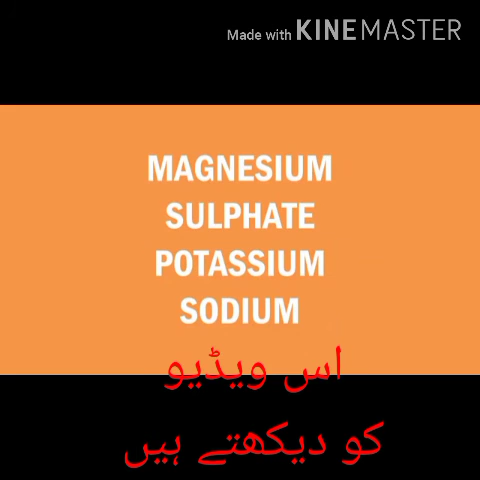 Made with KINEMASTER
MAGNESIUM
SULPHATE
POTASSIUM
SODIUM
اس ویڈیو
کو دیکھتے ہیں